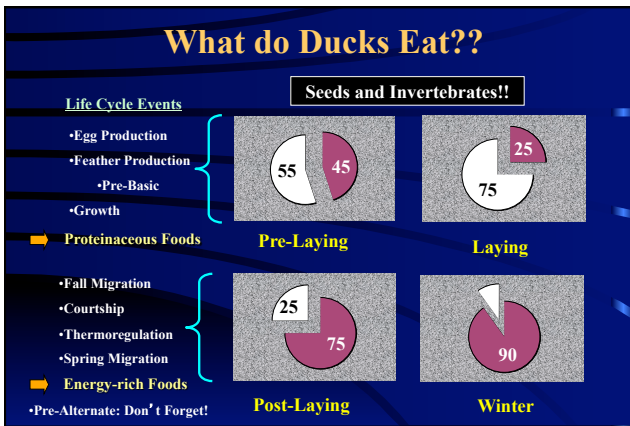 What do Ducks Eat??
Seeds and Invertebrates!!
Life Cycle Events
•Egg Production
•Feather Production
•Pre-Basic
•Growth
Proteinaceous Foods
55
45
Pre-Laying
25
75
Laying
•Fall Migration
•Courtship
•Thermoregulation
•Spring Migration
Energy-rich Foods
•Pre-Alternate: Don't Forget!
25
75
Post-Laying
90
Winter